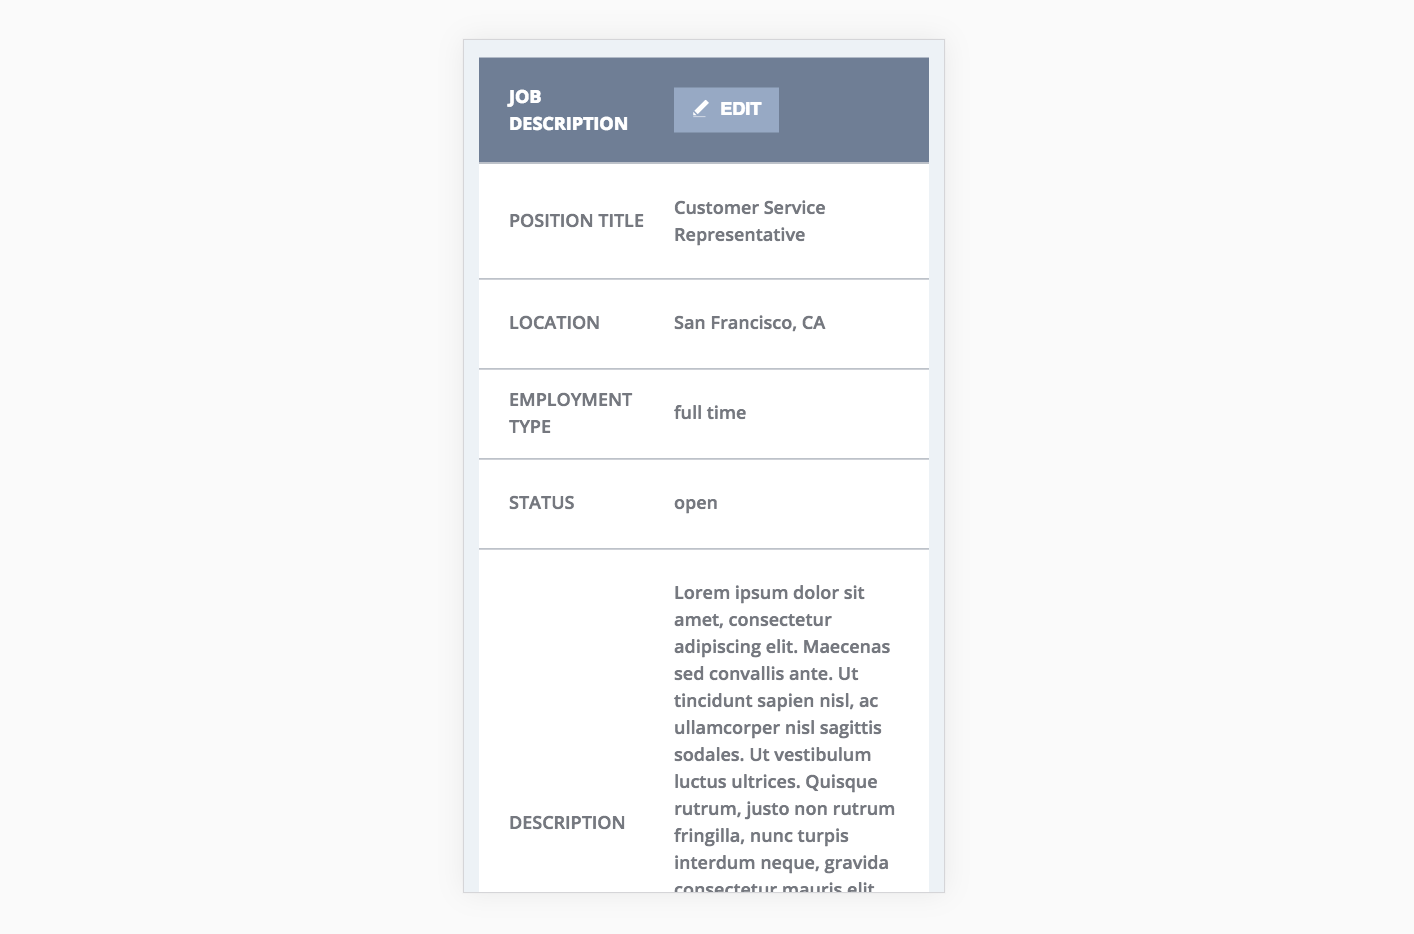 JOB
DESCRIPTION
EDIT
POSITION TITLE
Customer Service
Representative
LOCATION
San Francisco, CA
EMPLOYMENT
TYPE
full time
STATUS
open
DESCRIPTION
Lorem ipsum dolor sit
amet, consectetur
adipiscing elit. Maecenas
sed convallis ante. Ut
tincidunt sapien nisl, ac
ullamcorper nisl sagittis
sodales. Ut vestibulum
luctus ultrices. Quisque
rutrum, justo non rutrum
fringilla, nunc turpis
interdum neque, gravida
consectetur mauris elit